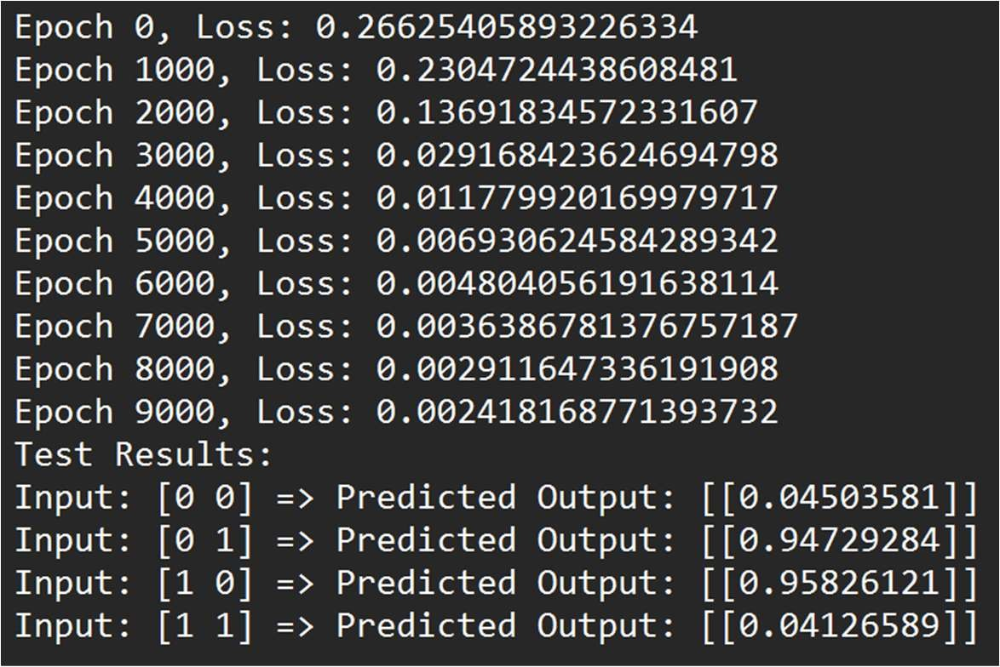 Epoch 0, Loss: 0.26625405893226334
Epoch 1000, Loss: 0.2304724438608481
Epoch 2000, Loss: 0.13691834572331607
Epoch 3000, Loss: 0.029168423624694798
Epoch 4000, Loss: 0.011779920169979717
Epoch 5000, Loss: 0.006930624584289342
Epoch 6000, Loss: 0.004804056191638114
Epoch 7000, Loss: 0.0036386781376757187
Epoch 8000, Loss: 0.002911647336191908
Epoch 9000, Loss: 0.002418168771393732
Test Results:
Input: [0 0] => Predicted Output: [[0.04503581]]
Input: [0 1] => Predicted Output: [[0.94729284]]
Input: [1 0] => Predicted Output: [[0.95826121]]
Input: [1 1] => Predicted Output: [[0.04126589]]